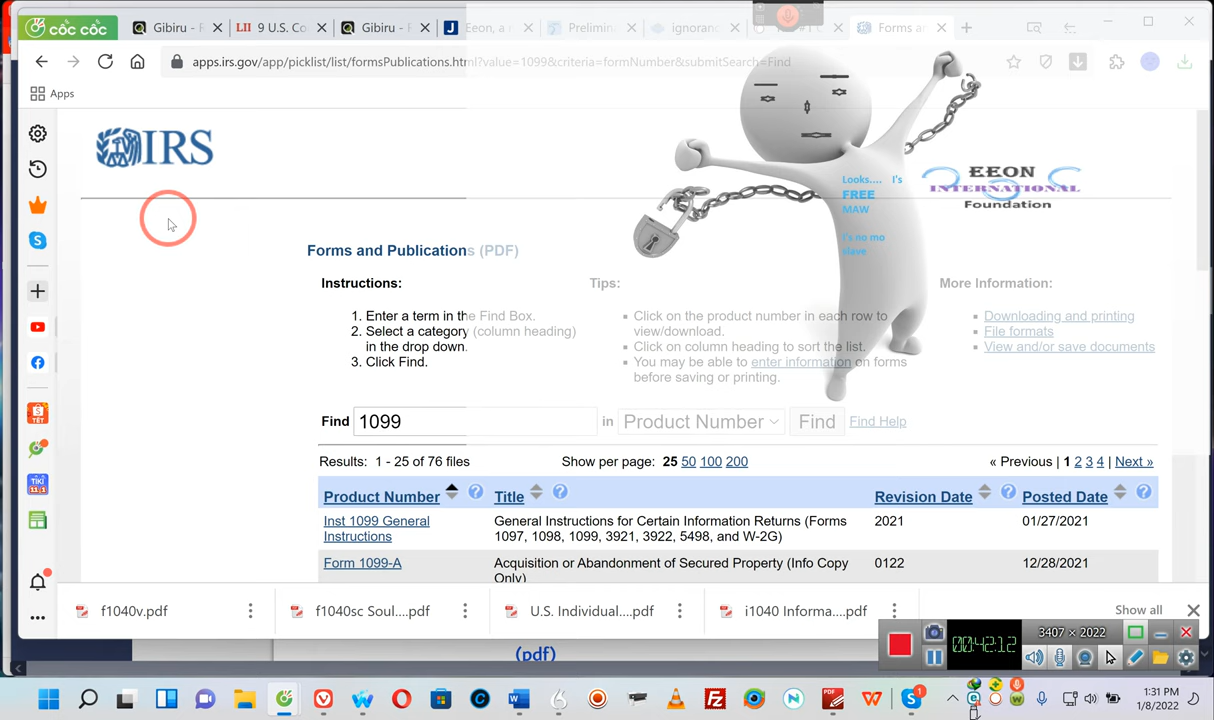 cốc cốc
Gibiru - F
LII 9 U.S. Co
Gibiru - F
Eeon, a r
Prelimin
ignoranc
Forms a
apps.irs.gov/app/picklist/list/formsPublications.html?value=1099&criteria=formNumber&submitSearch=Find
Apps
IRS
EEON
INTERNATIONAL
Foundation
Looks.... I's
FREE
MAW
I's no mo
slave
Forms and Publications (PDF)
Instructions:
Tips:
More Information:
1. Enter a term in the Find Box.
2. Select a category (column heading)
in the drop down.
3. Click Find.
Click on the product number in each row to
view/download.
Click on column heading to sort the list.
You may be able to enter information on forms
before saving or printing.
Downloading and printing
File formats
View and/or save documents
Find 1099 in Product Number Find Find Help
Results: 1 - 25 of 76 files
Show per page: 25 50 100 200
« Previous | 1 2 3 4 | Next »
Product Number Title Revision Date Posted Date
Inst 1099 General
Instructions
General Instructions for Certain Information Returns (Forms
1097, 1098, 1099, 3921, 3922, 5498, and W-2G)
2021
01/27/2021
Form 1099-A
Acquisition or Abandonment of Secured Property (Info Copy
Only)
0122
12/28/2021
f1040v.pdf
f1040sc Soul....pdf
U.S. Individual....pdf
i1040 Informa....pdf
Show all
00:42:12
3407 × 2022
(pdf)
1:31 PM
1/8/2022